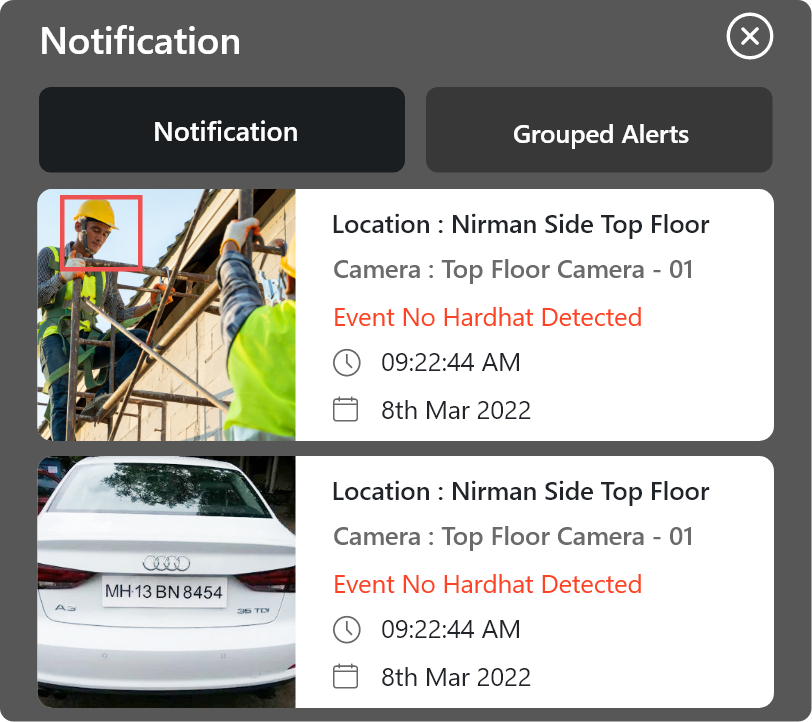 Notification
Notification
Grouped Alerts
Location : Nirman Side Top Floor
Camera : Top Floor Camera - 01
Event No Hardhat Detected
09:22:44 AM
8th Mar 2022
Location : Nirman Side Top Floor
Camera : Top Floor Camera - 01
Event No Hardhat Detected
MH·13 BN 8454
A3
35 TDI
09:22:44 AM
8th Mar 2022